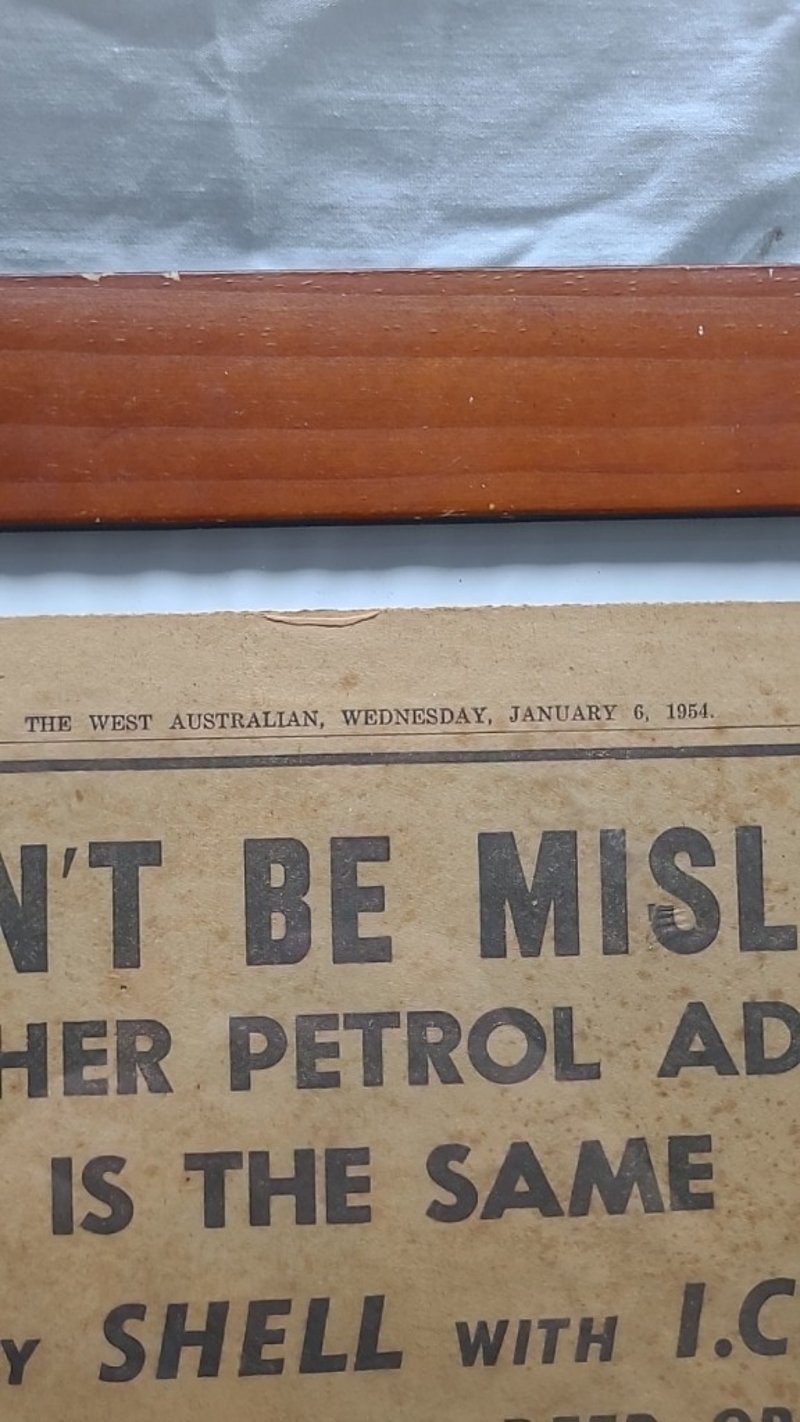 THE WEST AUSTRALIAN, WEDNESDAY, JANUARY 6, 1954.
N'T BE MISL
HER PETROL AD
IS THE SAME
Y SHELL WITH I.C